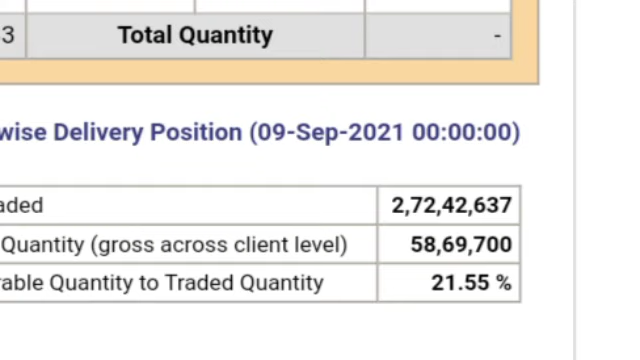 3 Total Quantity -
wise Delivery Position (09-Sep-2021 00:00:00)
aded 2,72,42,637
Quantity (gross across client level) 58,69,700
able Quantity to Traded Quantity 21.55 %